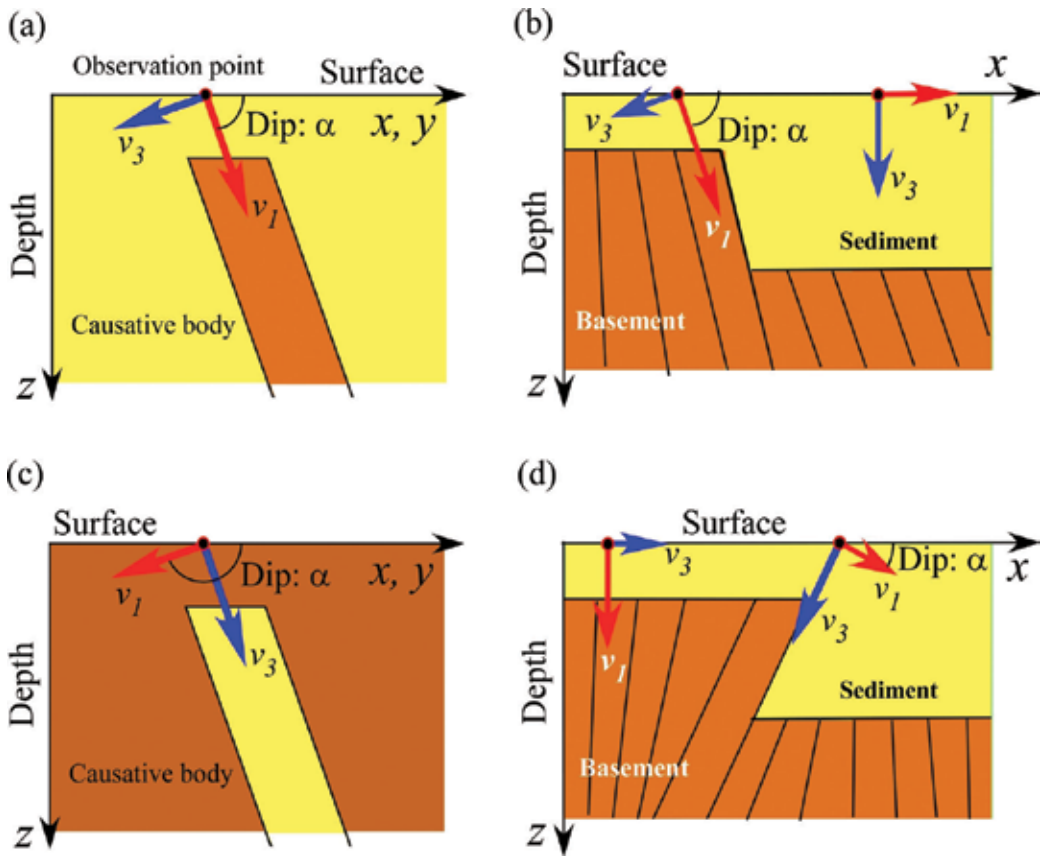 (a)
Observation point
Surface
x, y
v3
Dip: α
v1
Depth
Causative body
z
(b)
Surface
x
v3
Dip: α
v1
v1
v3
Depth
Sediment
Basement
z
(c)
Surface
x, y
Dip: α
v1
v3
Depth
Causative body
z
(d)
Surface
x
v3
Dip: α
v1
v1
v3
Depth
Sediment
Basement
z